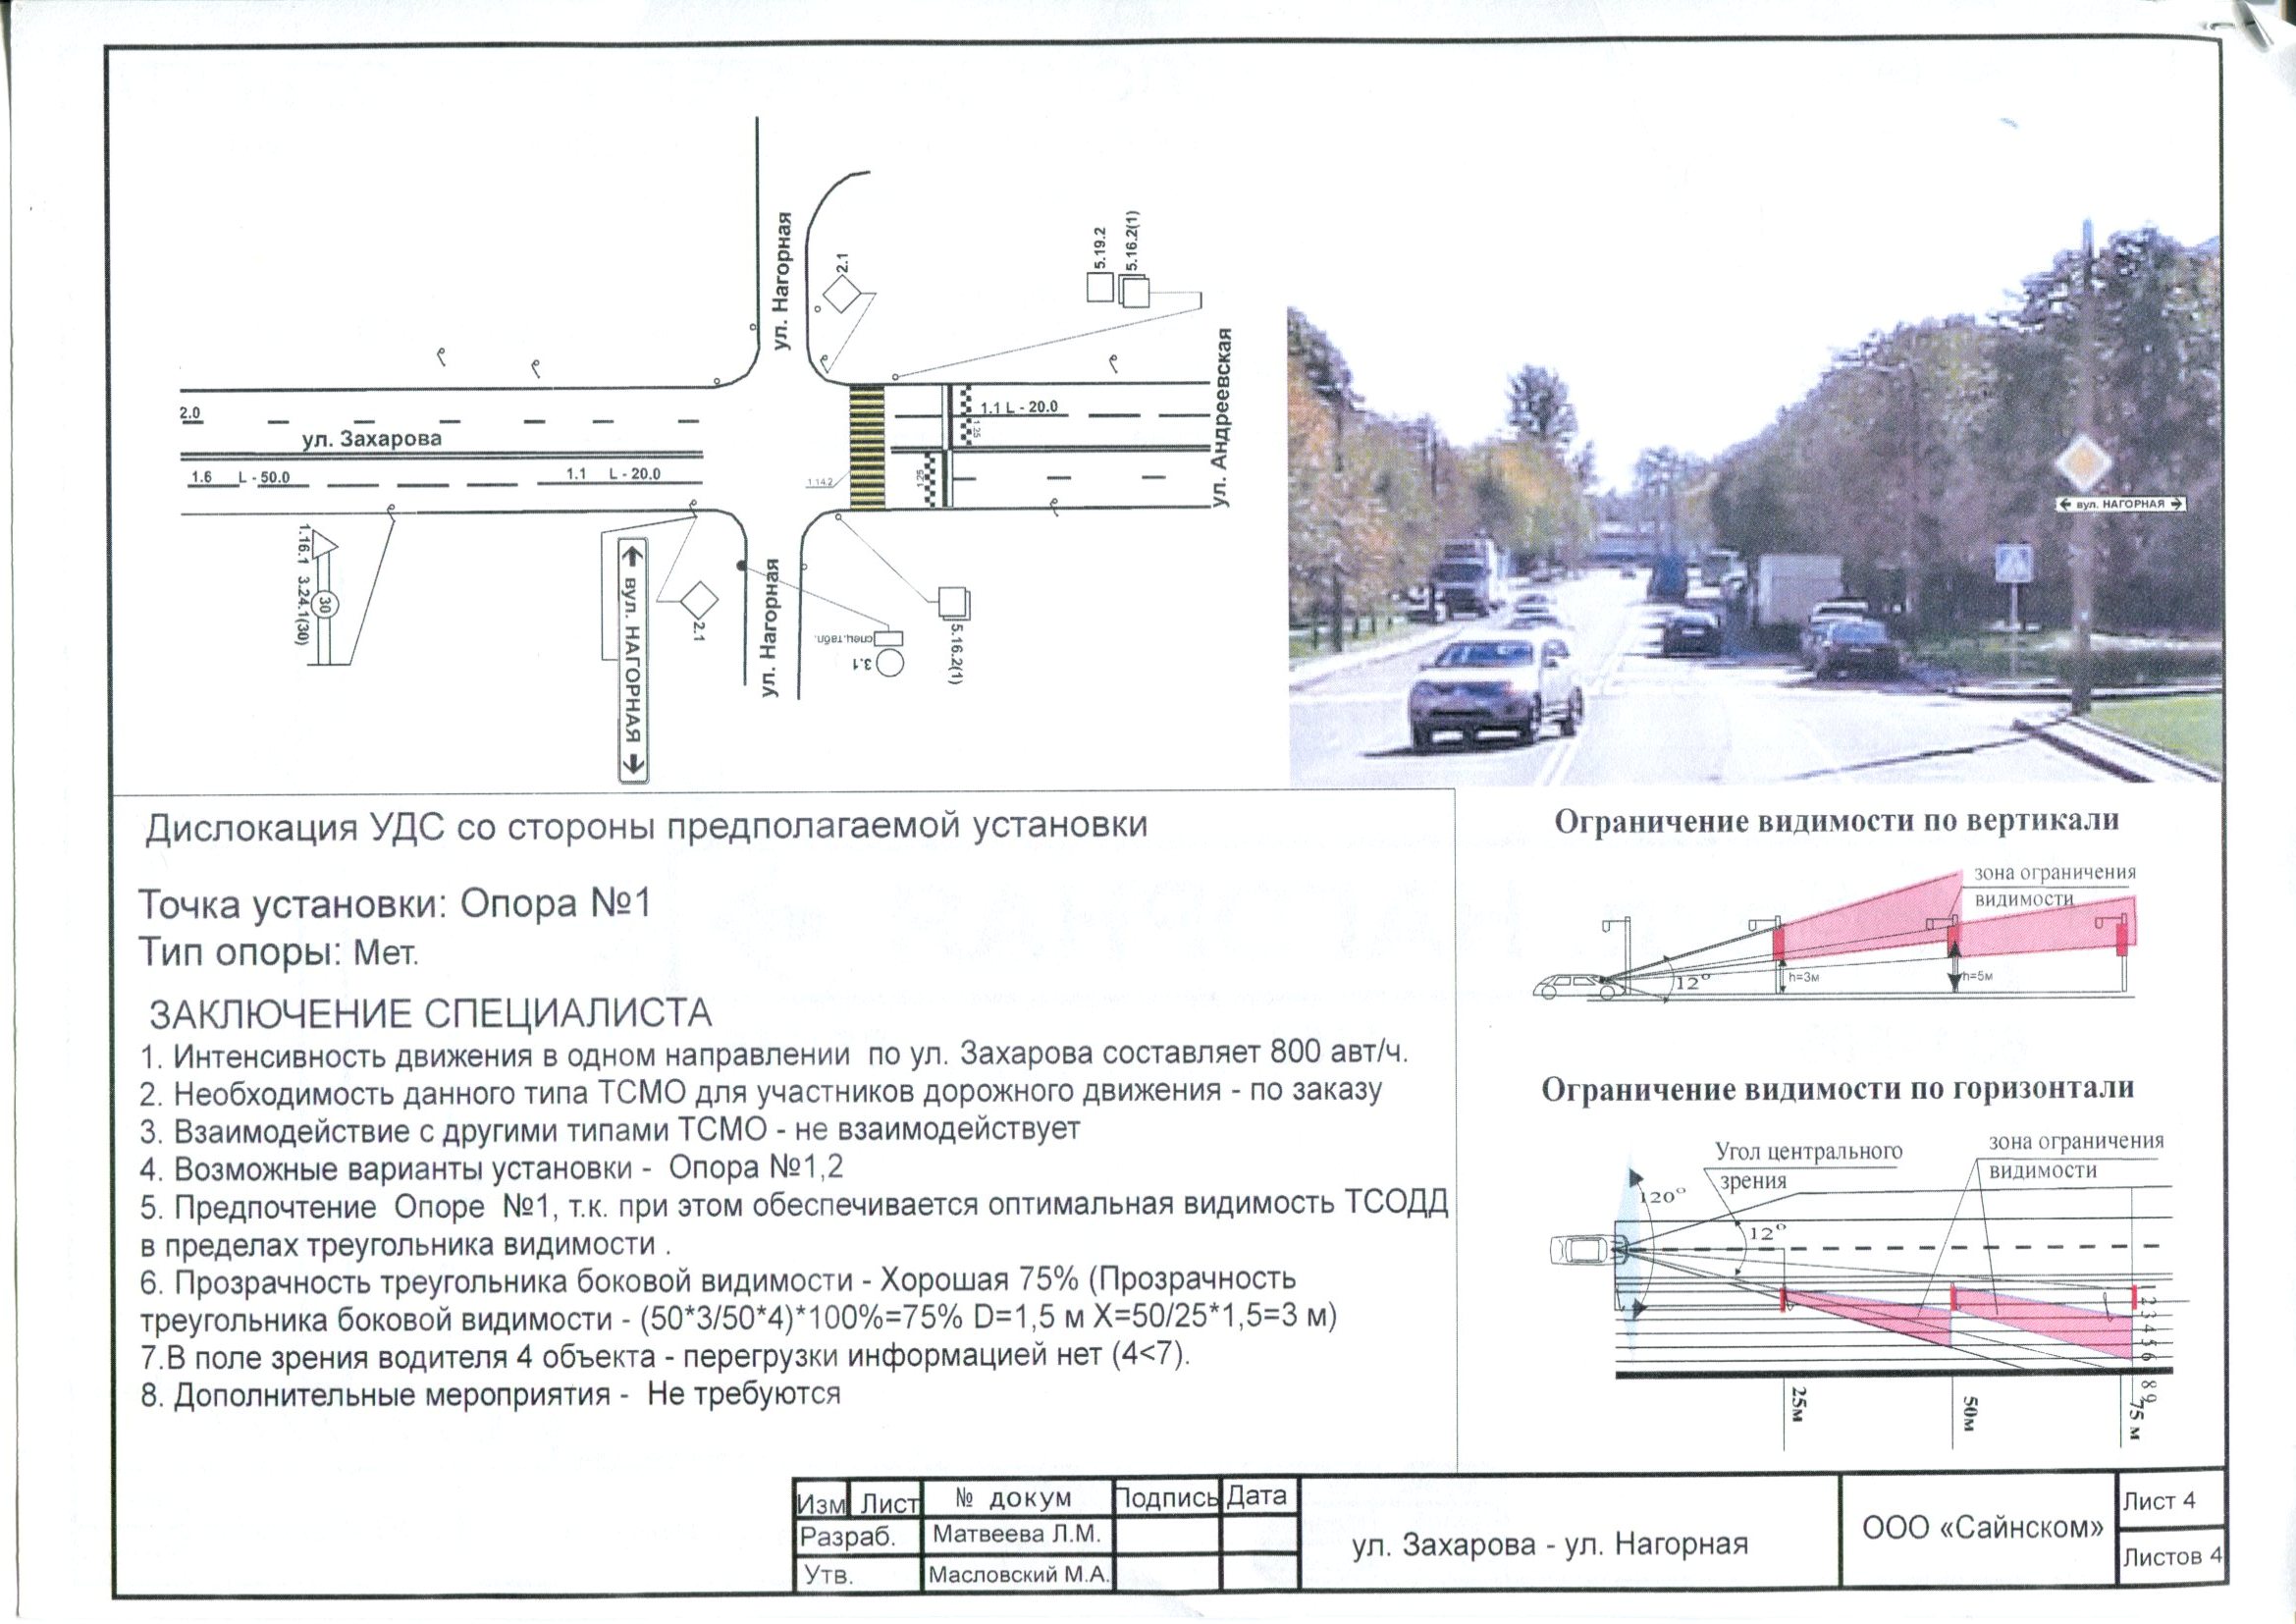 ул. Нагорная
2.1
5.19.2
5.16.2(1)
2.0
ул. Захарова
1.6 L - 50.0
1.1 L - 20.0
1.1 L - 20.0
1.25
1.25
1.14.2
ул. Андреевская
1.16.1 3.24.1(30)
30
вул. НАГОРНАЯ
2.1
ул. Нагорная
спец.табл.
3.1
5.16.2(1)
вул. НАГОРНАЯ
Дислокация УДС со стороны предполагаемой установки
Точка установки: Опора №1
Тип опоры: Мет.
ЗАКЛЮЧЕНИЕ СПЕЦИАЛИСТА
1. Интенсивность движения в одном направлении по ул. Захарова составляет 800 авт/ч.
2. Необходимость данного типа ТСМО для участников дорожного движения - по заказу
3. Взаимодействие с другими типами ТСМО - не взаимодействует
4. Возможные варианты установки - Опора №1,2
5. Предпочтение Опоре №1, т.к. при этом обеспечивается оптимальная видимость ТСОДД
в пределах треугольника видимости .
6. Прозрачность треугольника боковой видимости - Хорошая 75% (Прозрачность
треугольника боковой видимости - (50*3/50*4)*100%=75% D=1,5 м X=50/25*1,5=3 м)
7.В поле зрения водителя 4 объекта - перегрузки информацией нет (4<7).
8. Дополнительные мероприятия - Не требуются
Ограничение видимости по вертикали
зона ограничения
видимости
12°
h=3м
h=5м
Ограничение видимости по горизонтали
Угол центрального
зрения
зона ограничения
видимости
120°
12°
1 2 3 4 5 6 8 9
25м
50м
75 м
Изм Лист № докум Подпись Дата
Разраб. Матвеева Л.М.
Утв. Масловский М.А.
ул. Захарова - ул. Нагорная
ООО «Сайнском»
Лист 4
Листов 4